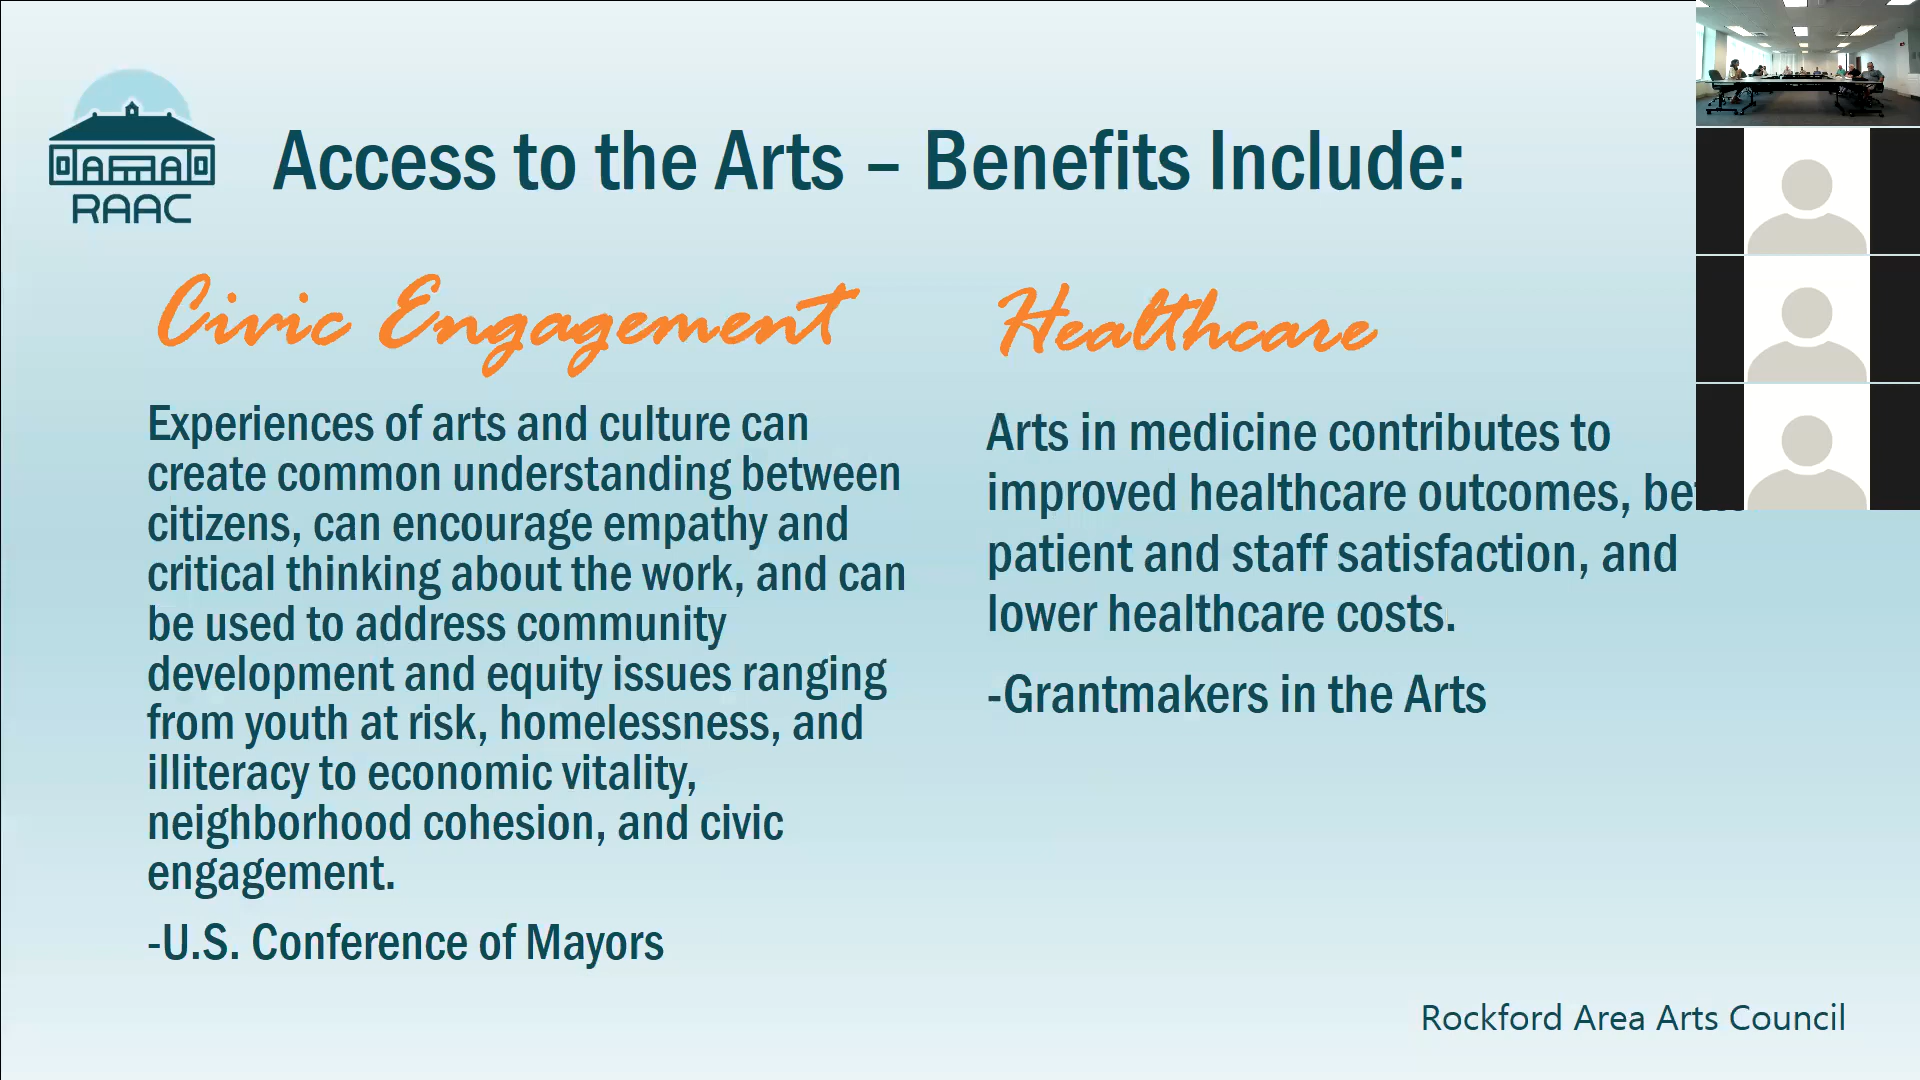 RAAC
Access to the Arts – Benefits Include:
Civic Engagement
Experiences of arts and culture can
create common understanding between
citizens, can encourage empathy and
critical thinking about the work, and can
be used to address community
development and equity issues ranging
from youth at risk, homelessness, and
illiteracy to economic vitality,
neighborhood cohesion, and civic
engagement.
-U.S. Conference of Mayors
Healthcare
Arts in medicine contributes to
improved healthcare outcomes,
patient and staff satisfaction, and
lower healthcare costs.
-Grantmakers in the Arts
Rockford Area Arts Council